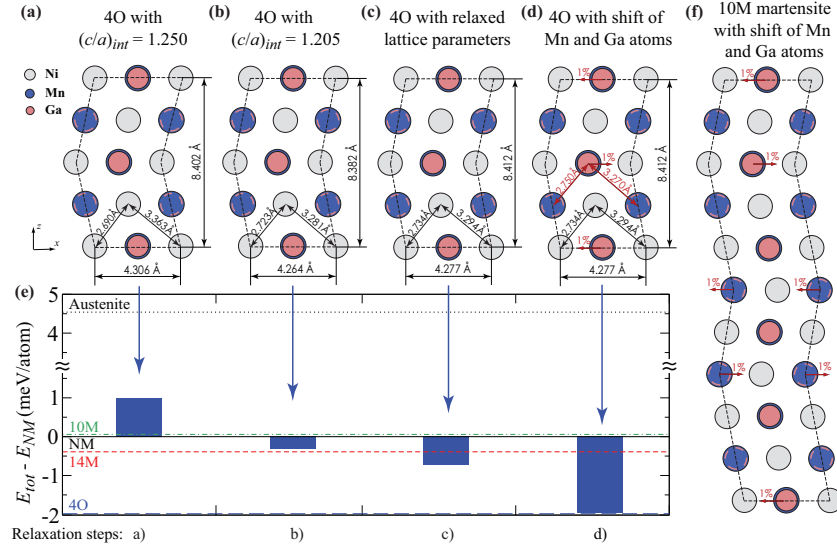 (a)
4O with
(c/a)int = 1.250
(b)
4O with
(c/a)int = 1.205
(c)
4O with relaxed
lattice parameters
(d)
4O with shift of
Mn and Ga atoms
(f)
10M martensite
with shift of Mn
and Ga atoms
Ni
Mn
Ga
z
x
8.402 Å
2.690Å
3.363Å
4.306 Å
8.382 Å
2.723Å
3.281Å
4.264 Å
8.412 Å
2.734Å
3.294Å
4.277 Å
1%
1%
2.750Å
3.270Å
8.412 Å
2.734Å
3.294Å
1%
4.277 Å
1%
1%
1%
1%
1%
1%
1%
(e)
Etot - ENM (meV/atom)
5
4
1
0
-1
-2
Austenite
10M
NM
14M
4O
Relaxation steps:
a)
b)
c)
d)